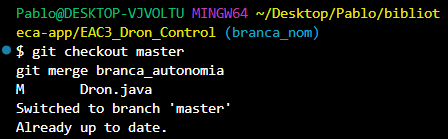 Pablo@DESKTOP-VJVOLTU MINGW64 ~/Desktop/Pablo/bibliot
eca-app/EAC3_Dron_Control (branca_nom)
$ git checkout master
git merge branca_autonomia
M       Dron.java
Switched to branch 'master'
Already up to date.